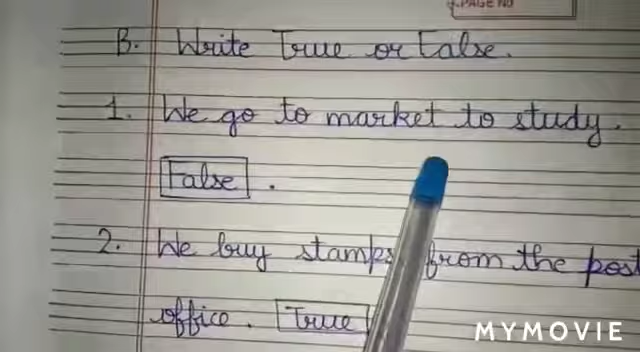 PAGE NO
B. Write True or False.
1. We go to market to study.
False .
2. We buy stamps from the post
office. True
MYMOVIE